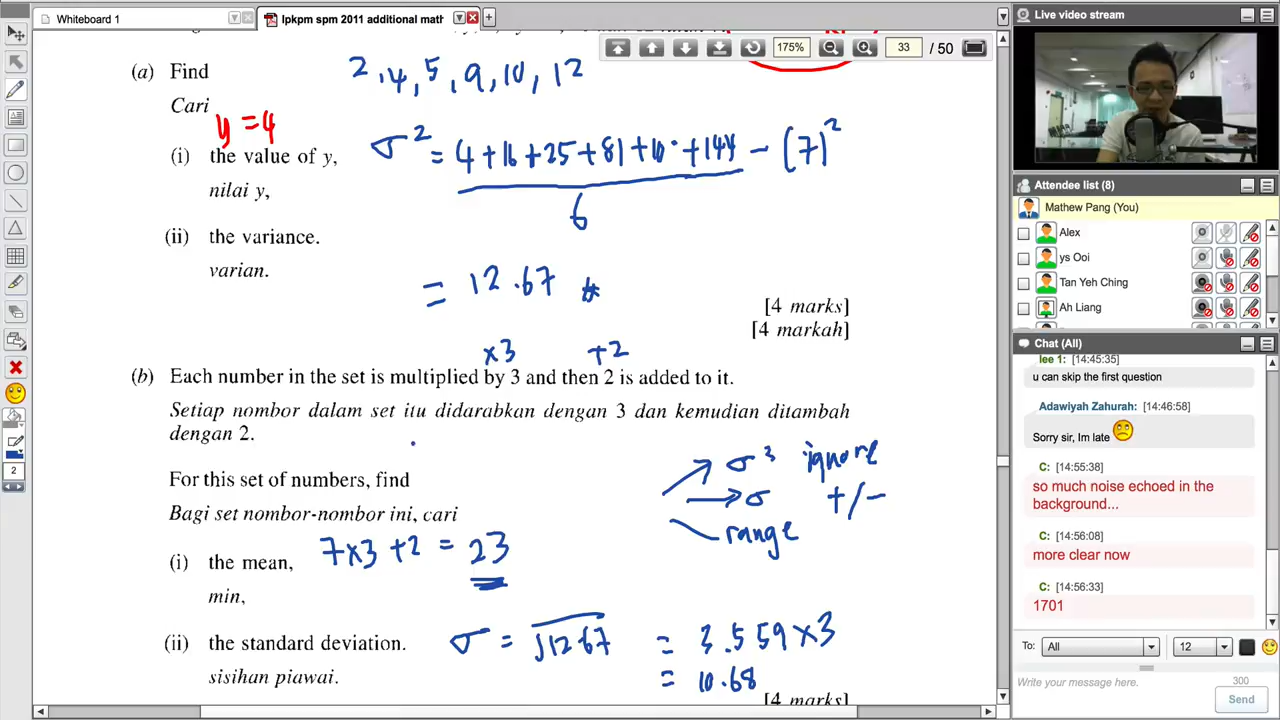 Whiteboard 1
lpkpm spm 2011 additional math
Live video stream
175%
33 / 50
(a) Find
2, 4, 5, 9, 10, 12
Cari
y = 4
(i) the value of y,
σ² = 4 + 16 + 25 + 81 + 10² + 144 − (7)²
6
nilai y,
(ii) the variance.
varian.
= 12.67
[4 marks]
[4 markah]
×3 +2
(b) Each number in the set is multiplied by 3 and then 2 is added to it.
Setiap nombor dalam set itu didarabkan dengan 3 dan kemudian ditambah
dengan 2.
σ² ignore
For this set of numbers, find
σ +/−
Bagi set nombor-nombor ini, cari
range
(i) the mean, 7×3 +2 = 23
min,
(ii) the standard deviation. σ = √12.67 = 3.559 ×3
sisihan piawai. = 10.68
[4 marks]
Attendee list (8)
Mathew Pang (You)
Alex
ys Ooi
Tan Yeh Ching
Ah Liang
Chat (All)
lee 1: [14:45:35]
u can skip the first question
Adawiyah Zahurah: [14:46:58]
Sorry sir, Im late
C: [14:55:38]
so much noise echoed in the
background...
C: [14:56:08]
more clear now
C: [14:56:33]
1701
To: All 12
Write your message here. 300
Send
2